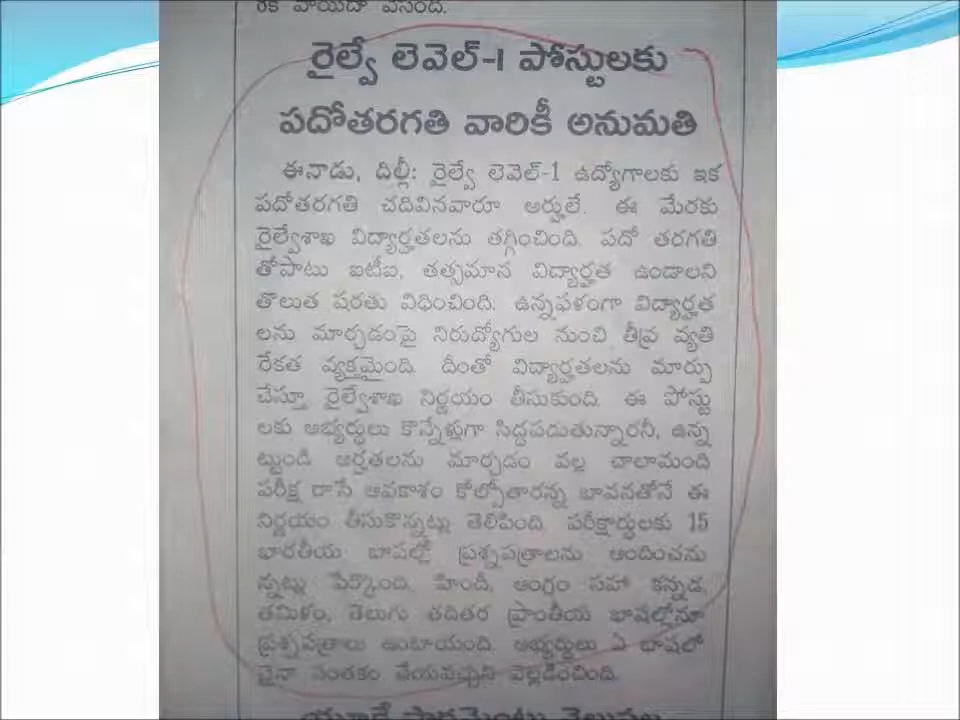 రైల్వే లెవెల్-I పోస్టులకు
పదోతరగతి వారికీ అనుమతి
ఈనాడు, దిల్లీ: రైల్వే లెవెల్-1 ఉద్యోగాలకు ఇక
పదోతరగతి చదివినవారూ అర్హులే. ఈ మేరకు
రైల్వేశాఖ విద్యార్హతలను తగ్గించింది. పదో తరగతి
తోపాటు ఐటీఐ, తత్సమాన విద్యార్హత ఉండాలని
తొలుత షరతు విధించింది. ఉన్నఫళంగా విద్యార్హత
లను మార్చడంపై నిరుద్యోగుల నుంచి తీవ్ర వ్యతి
రేకత వ్యక్తమైంది. దీంతో విద్యార్హతలను మార్పు
చేస్తూ రైల్వేశాఖ నిర్ణయం తీసుకుంది. ఈ పోస్టు
లకు అభ్యర్థులు కొన్నేళ్లుగా సిద్ధపడుతున్నారనీ, ఉన్న
ట్టుండి అర్హతలను మార్చడం వల్ల చాలామంది
పరీక్ష రాసే అవకాశం కోల్పోతారన్న భావనతోనే ఈ
నిర్ణయం తీసుకొన్నట్లు తెలిపింది. పరీక్షార్థులకు 15
భారతీయ భాషల్లో ప్రశ్నపత్రాలను అందించను
న్నట్లు పేర్కొంది. హిందీ, ఆంగ్లం సహా కన్నడ,
తమిళం, తెలుగు తదితర ప్రాంతీయ భాషల్లోనూ
ప్రశ్నపత్రాలు ఉంటాయంది. అభ్యర్థులు ఏ భాషలో
నైనా సంతకం చేయవచ్చని వెల్లడించింది.